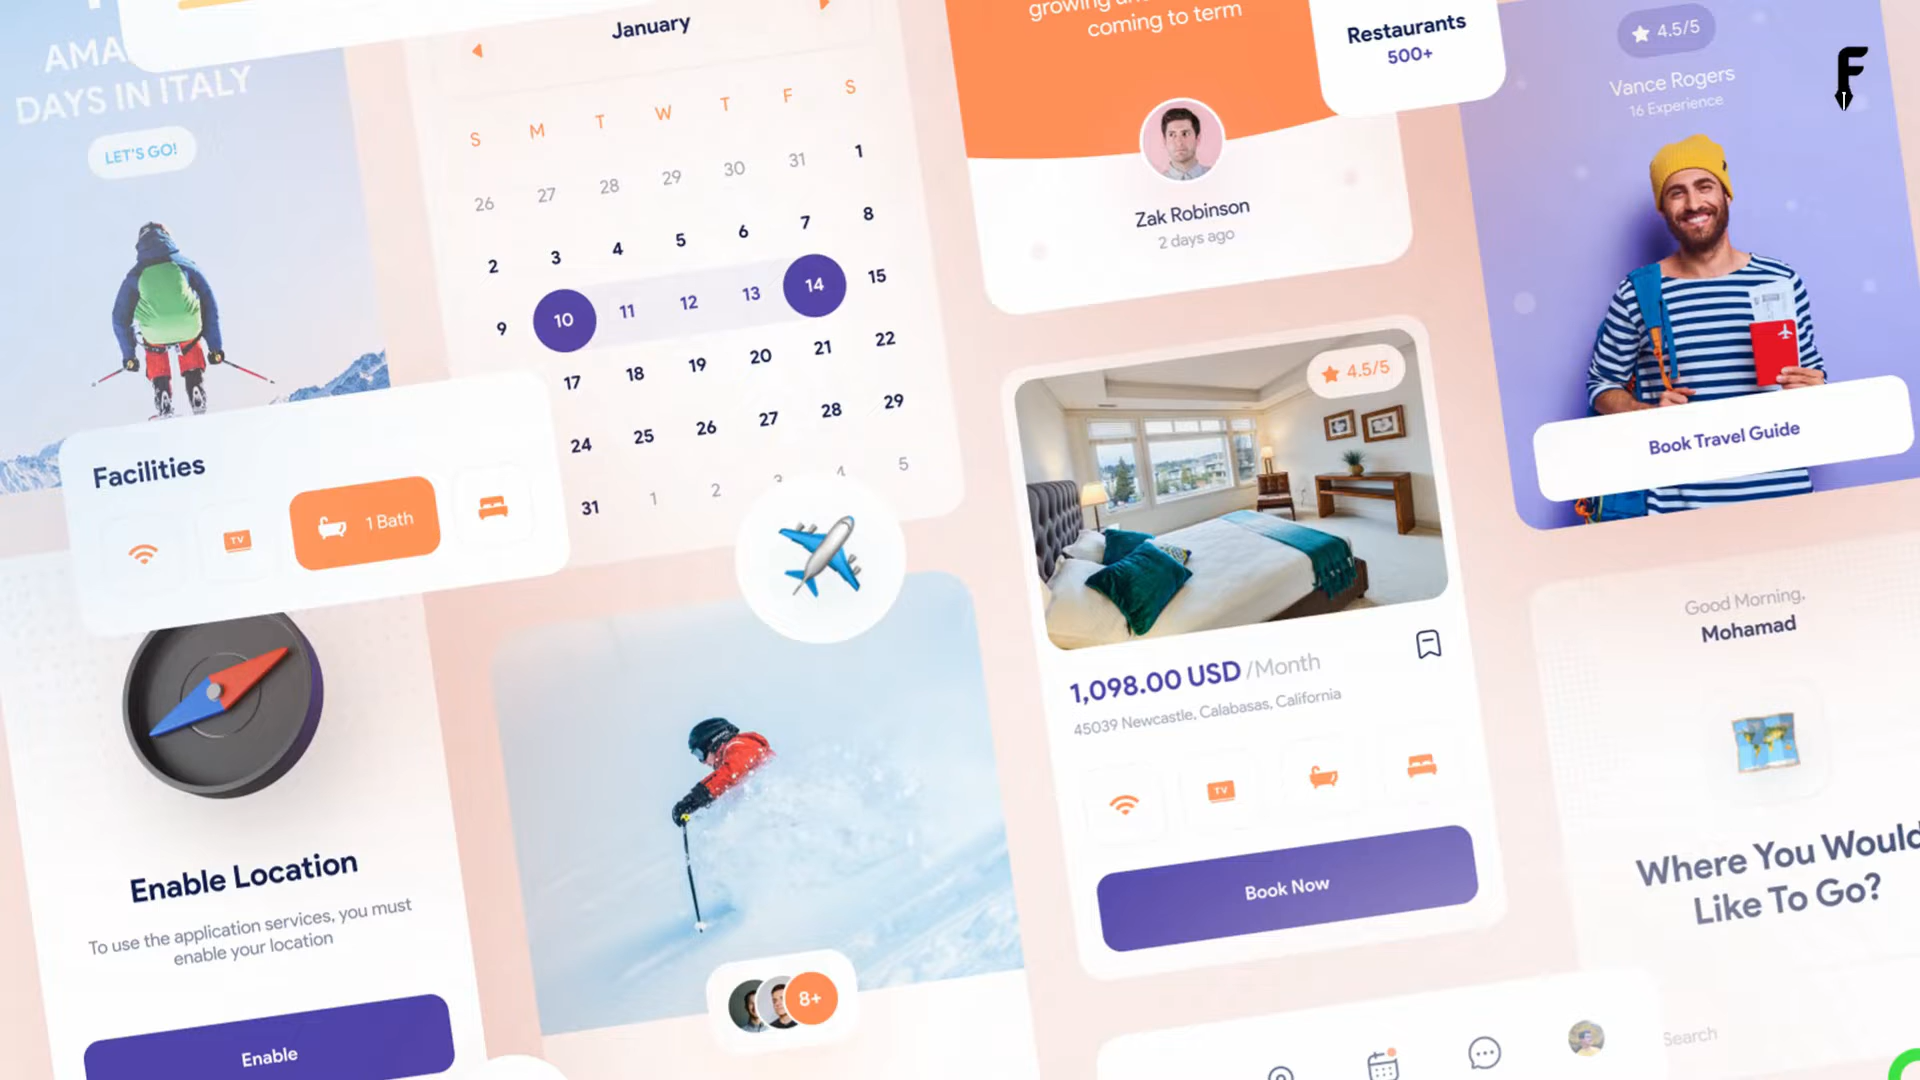 AMA
DAYS IN ITALY
LET'S GO!
January
S M T W T F S
26 27 28 29 30 31 1
2 3 4 5 6 7 8
9 10 11 12 13 14 15
17 18 19 20 21 22
24 25 26 27 28 29
31 1 2 3 4 5
Facilities
TV
1 Bath
Enable Location
To use the application services, you must
enable your location
Enable
8+
coming to term
Zak Robinson
2 days ago
Restaurants
500+
4.5/5
1,098.00 USD /Month
45039 Newcastle, Calabasas, California
TV
Book Now
4.5/5
Vance Rogers
16 Experience
Book Travel Guide
Good Morning,
Mohamad
Where You Would
Like To Go?
Search
F